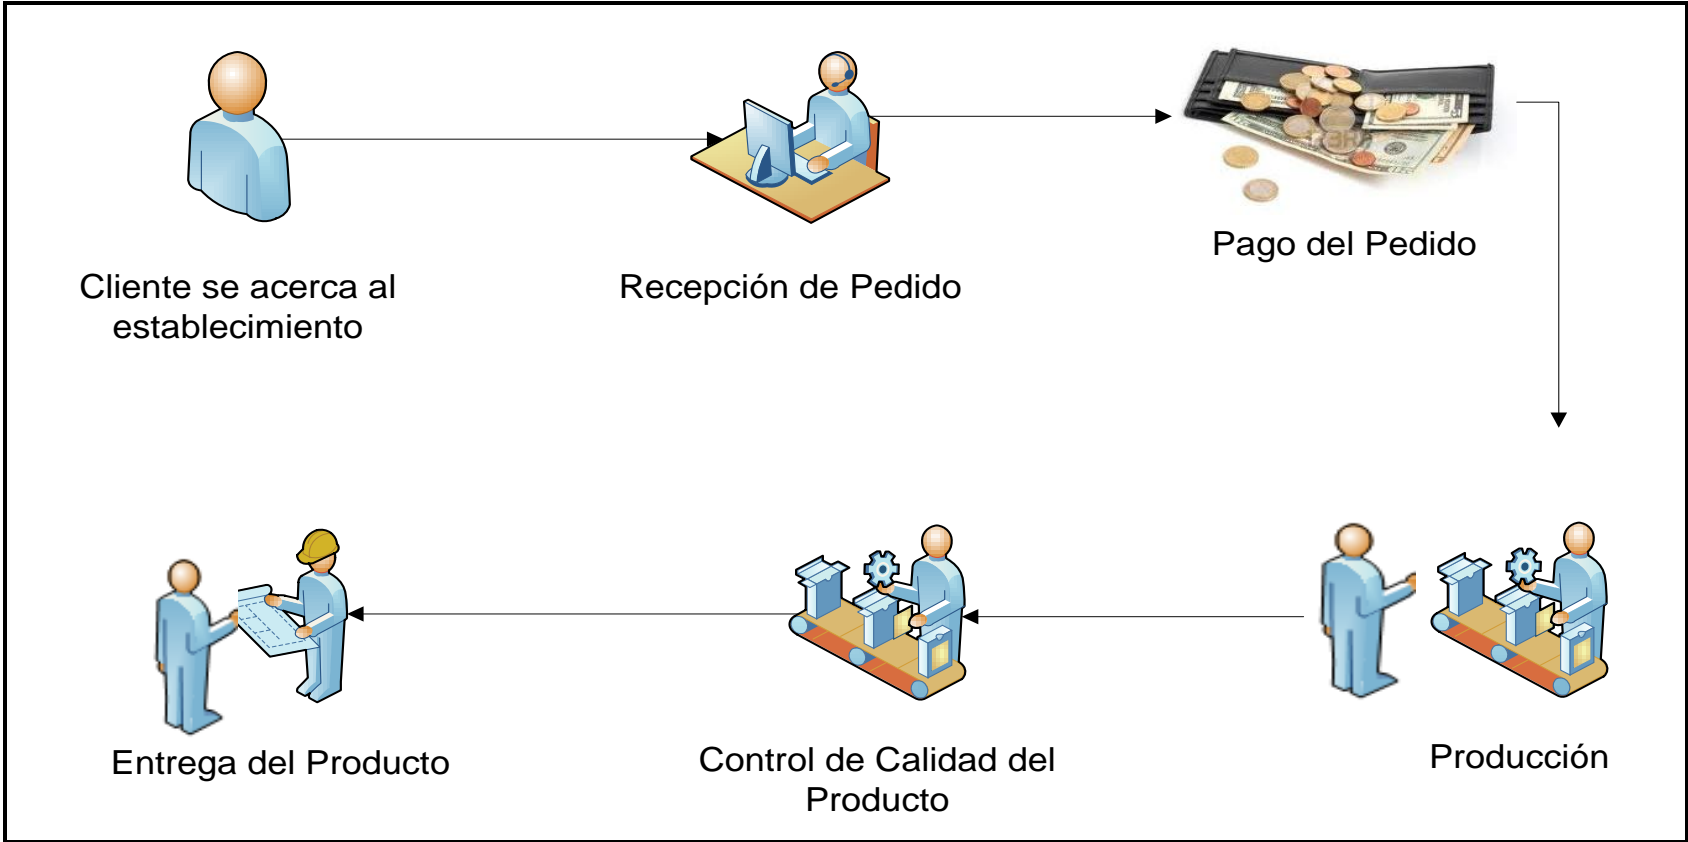 Pago del Pedido
Cliente se acerca al
establecimiento
Recepción de Pedido
Entrega del Producto
Control de Calidad del
Producto
Producción